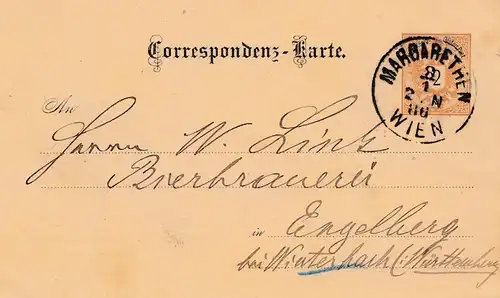 Correspondenz-Karte.
MARGARETHEN
WIEN
An
Herrn W. Link
Bierbrauerei
in Engelberg
bei Winterbach (: Württemberg